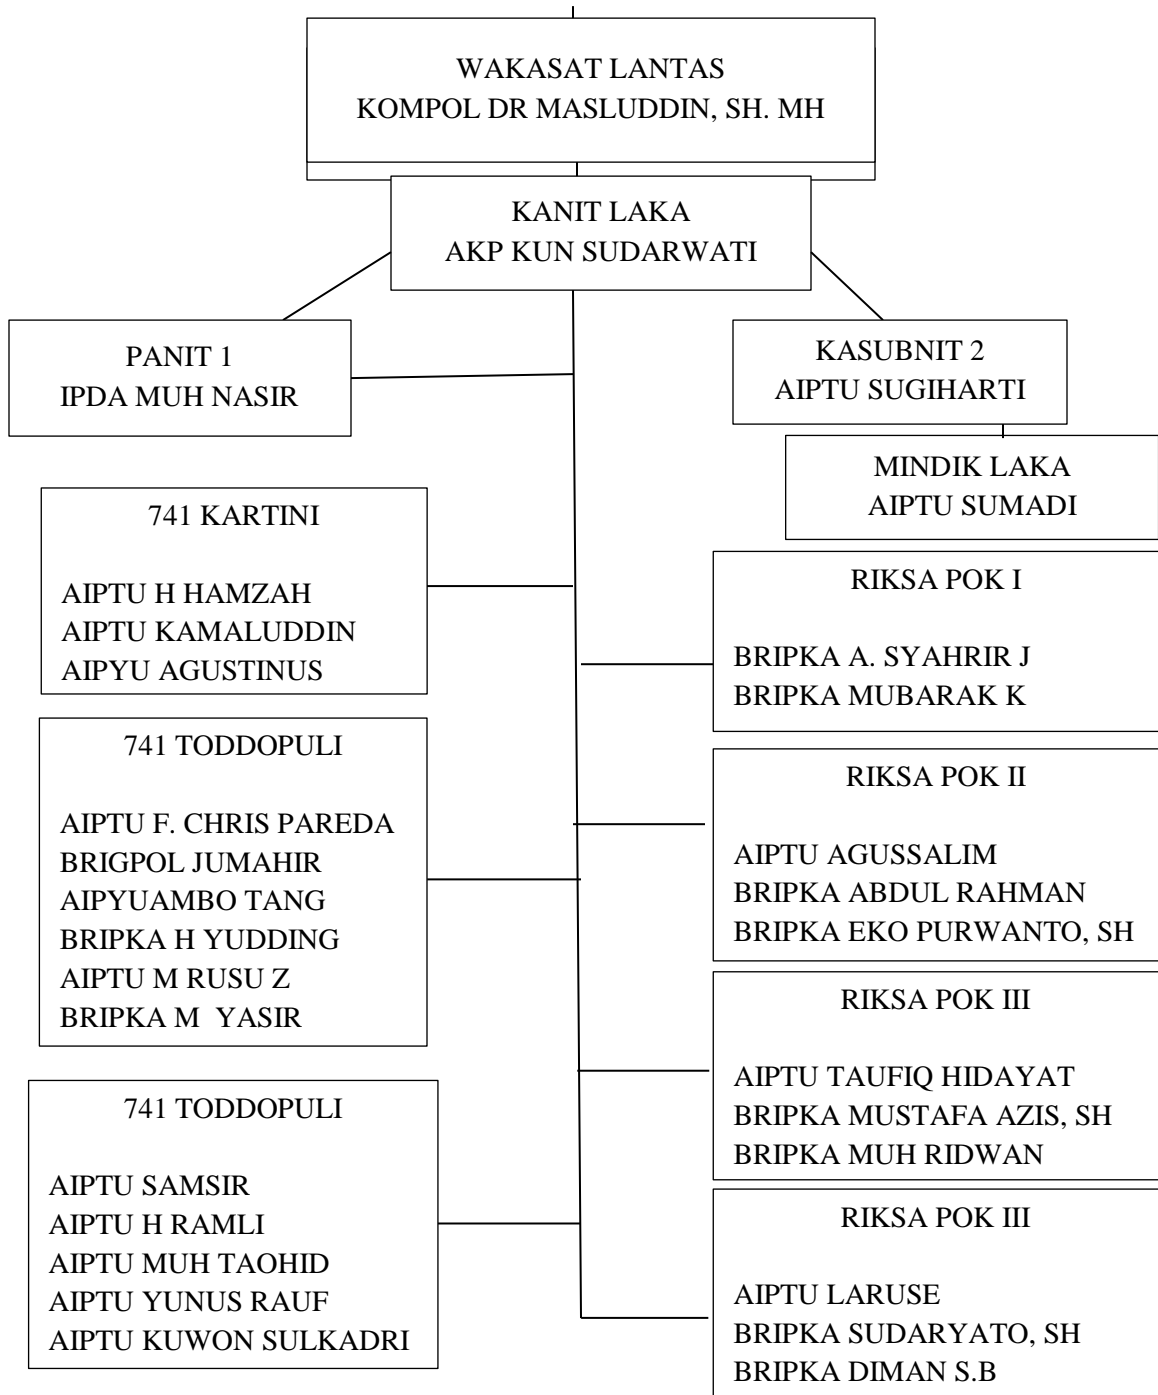 WAKASAT LANTAS
KOMPOL DR MASLUDDIN, SH. MH
KANIT LAKA
AKP KUN SUDARWATI
PANIT 1
IPDA MUH NASIR
KASUBNIT 2
AIPTU SUGIHARTI
MINDIK LAKA
AIPTU SUMADI
741 KARTINI
AIPTU H HAMZAH
AIPTU KAMALUDDIN
AIPYU AGUSTINUS
RIKSA POK I
BRIPKA A. SYAHRIR J
BRIPKA MUBARAK K
741 TODDOPULI
AIPTU F. CHRIS PAREDA
BRIGPOL JUMAHIR
AIPYUAMBO TANG
BRIPKA H YUDDING
AIPTU M RUSU Z
BRIPKA M  YASIR
RIKSA POK II
AIPTU AGUSSALIM
BRIPKA ABDUL RAHMAN
BRIPKA EKO PURWANTO, SH
RIKSA POK III
AIPTU TAUFIQ HIDAYAT
BRIPKA MUSTAFA AZIS, SH
BRIPKA MUH RIDWAN
741 TODDOPULI
AIPTU SAMSIR
AIPTU H RAMLI
AIPTU MUH TAOHID
AIPTU YUNUS RAUF
AIPTU KUWON SULKADRI
RIKSA POK III
AIPTU LARUSE
BRIPKA SUDARYATO, SH
BRIPKA DIMAN S.B